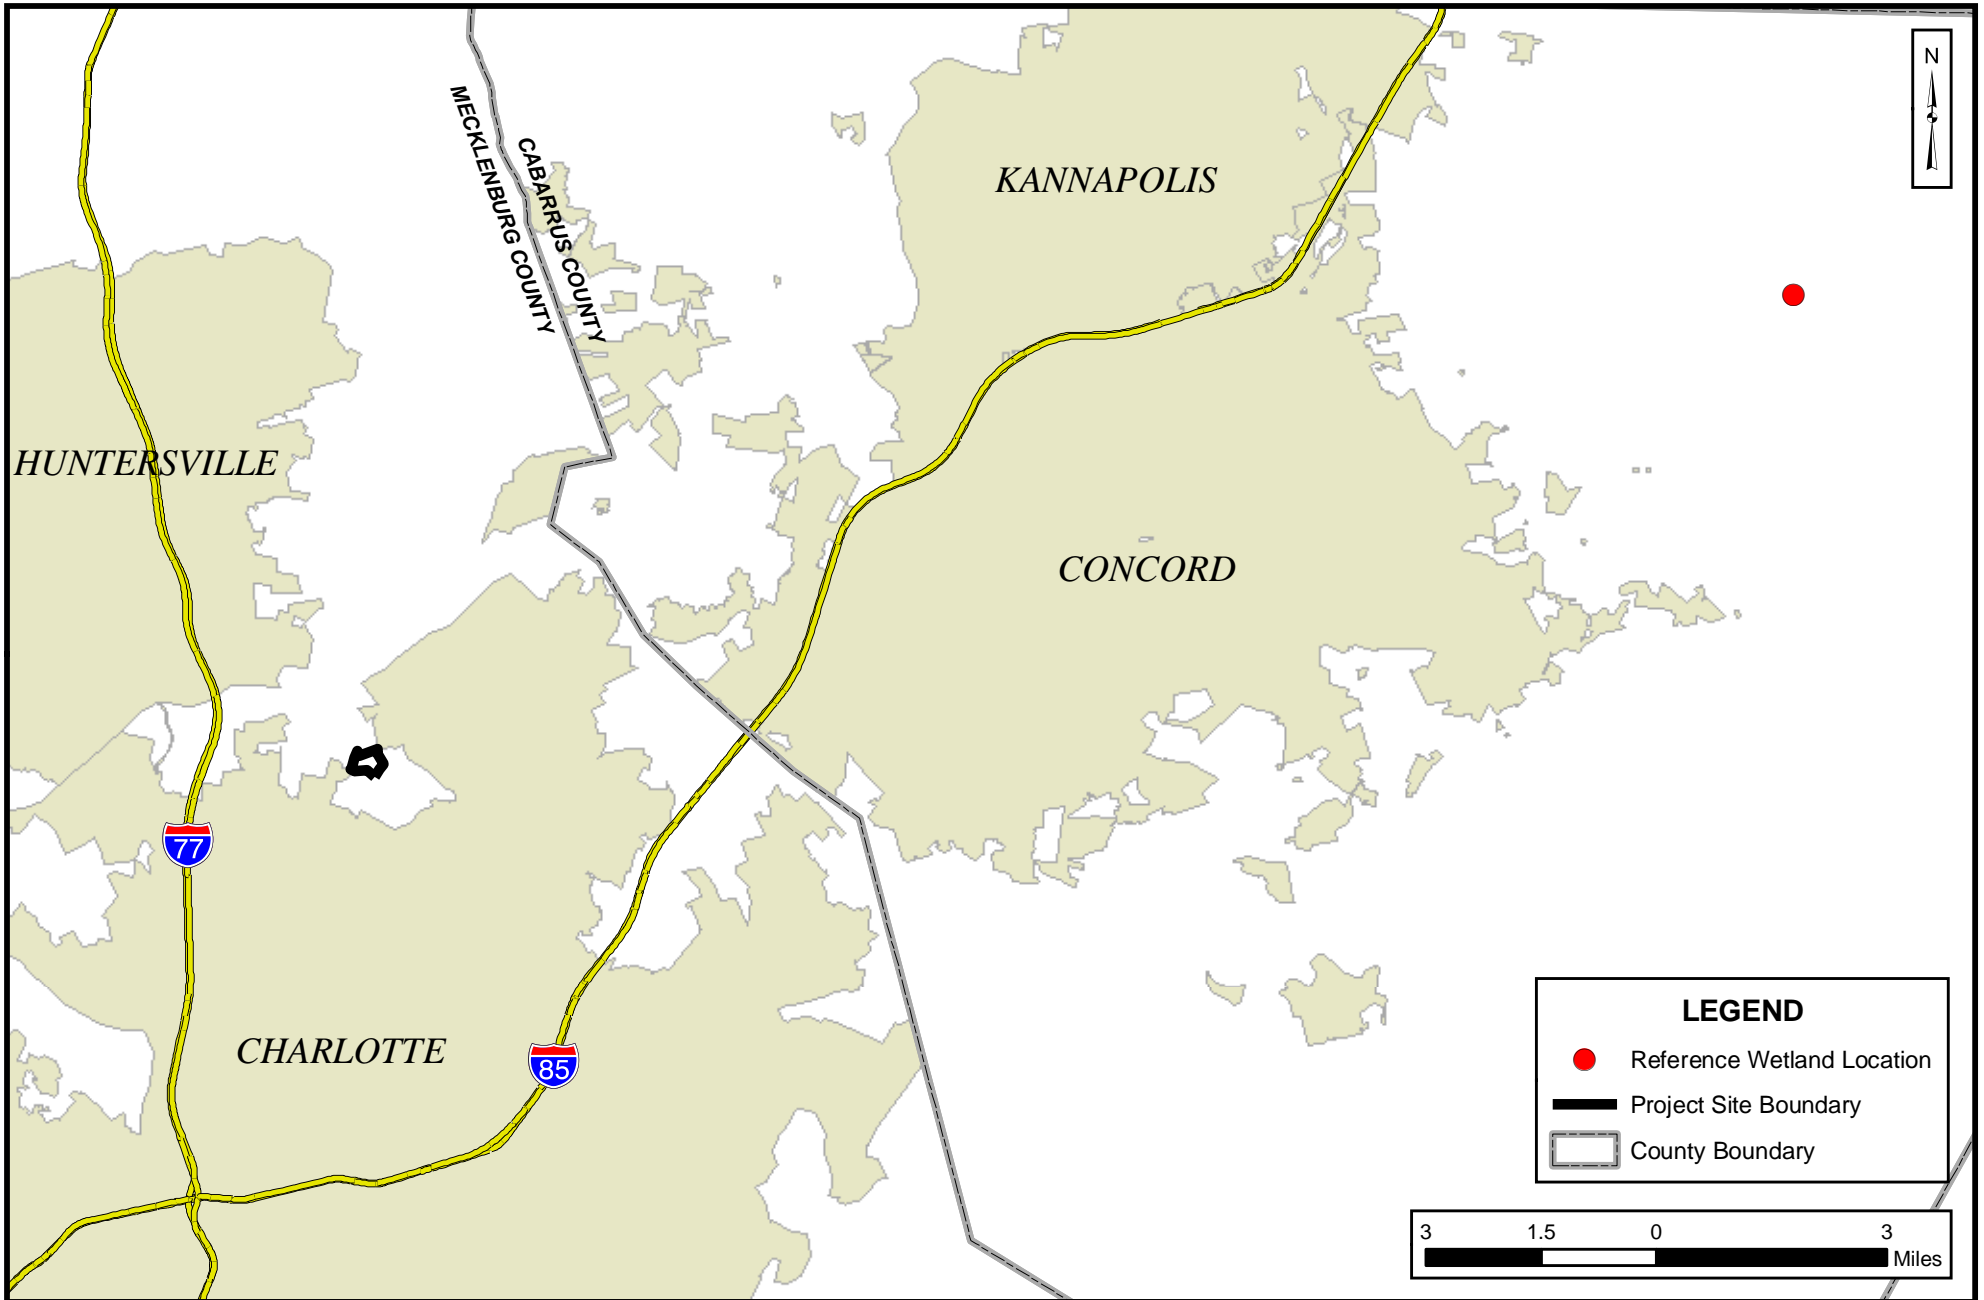 N
MECKLENBURG COUNTY
CABARRUS COUNTY
KANNAPOLIS
HUNTERSVILLE
CONCORD
77
CHARLOTTE
85
LEGEND
Reference Wetland Location
Project Site Boundary
County Boundary
3 1.5 0 3
Miles